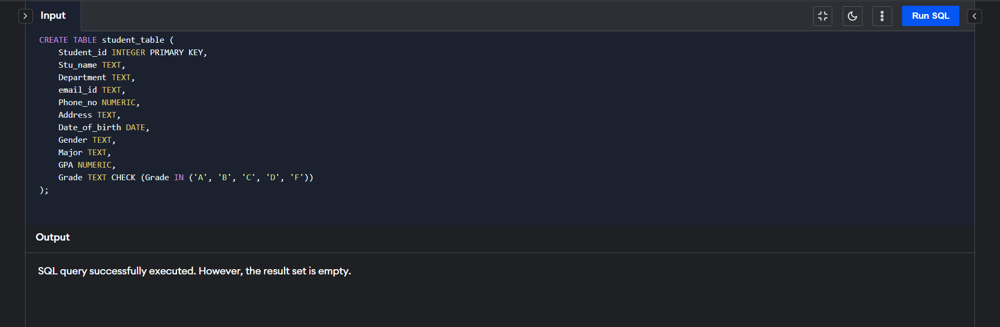 Input
Run SQL
CREATE TABLE student_table (
    Student_id INTEGER PRIMARY KEY,
    Stu_name TEXT,
    Department TEXT,
    email_id TEXT,
    Phone_no NUMERIC,
    Address TEXT,
    Date_of_birth DATE,
    Gender TEXT,
    Major TEXT,
    GPA NUMERIC,
    Grade TEXT CHECK (Grade IN ('A', 'B', 'C', 'D', 'F'))
);
Output
SQL query successfully executed. However, the result set is empty.